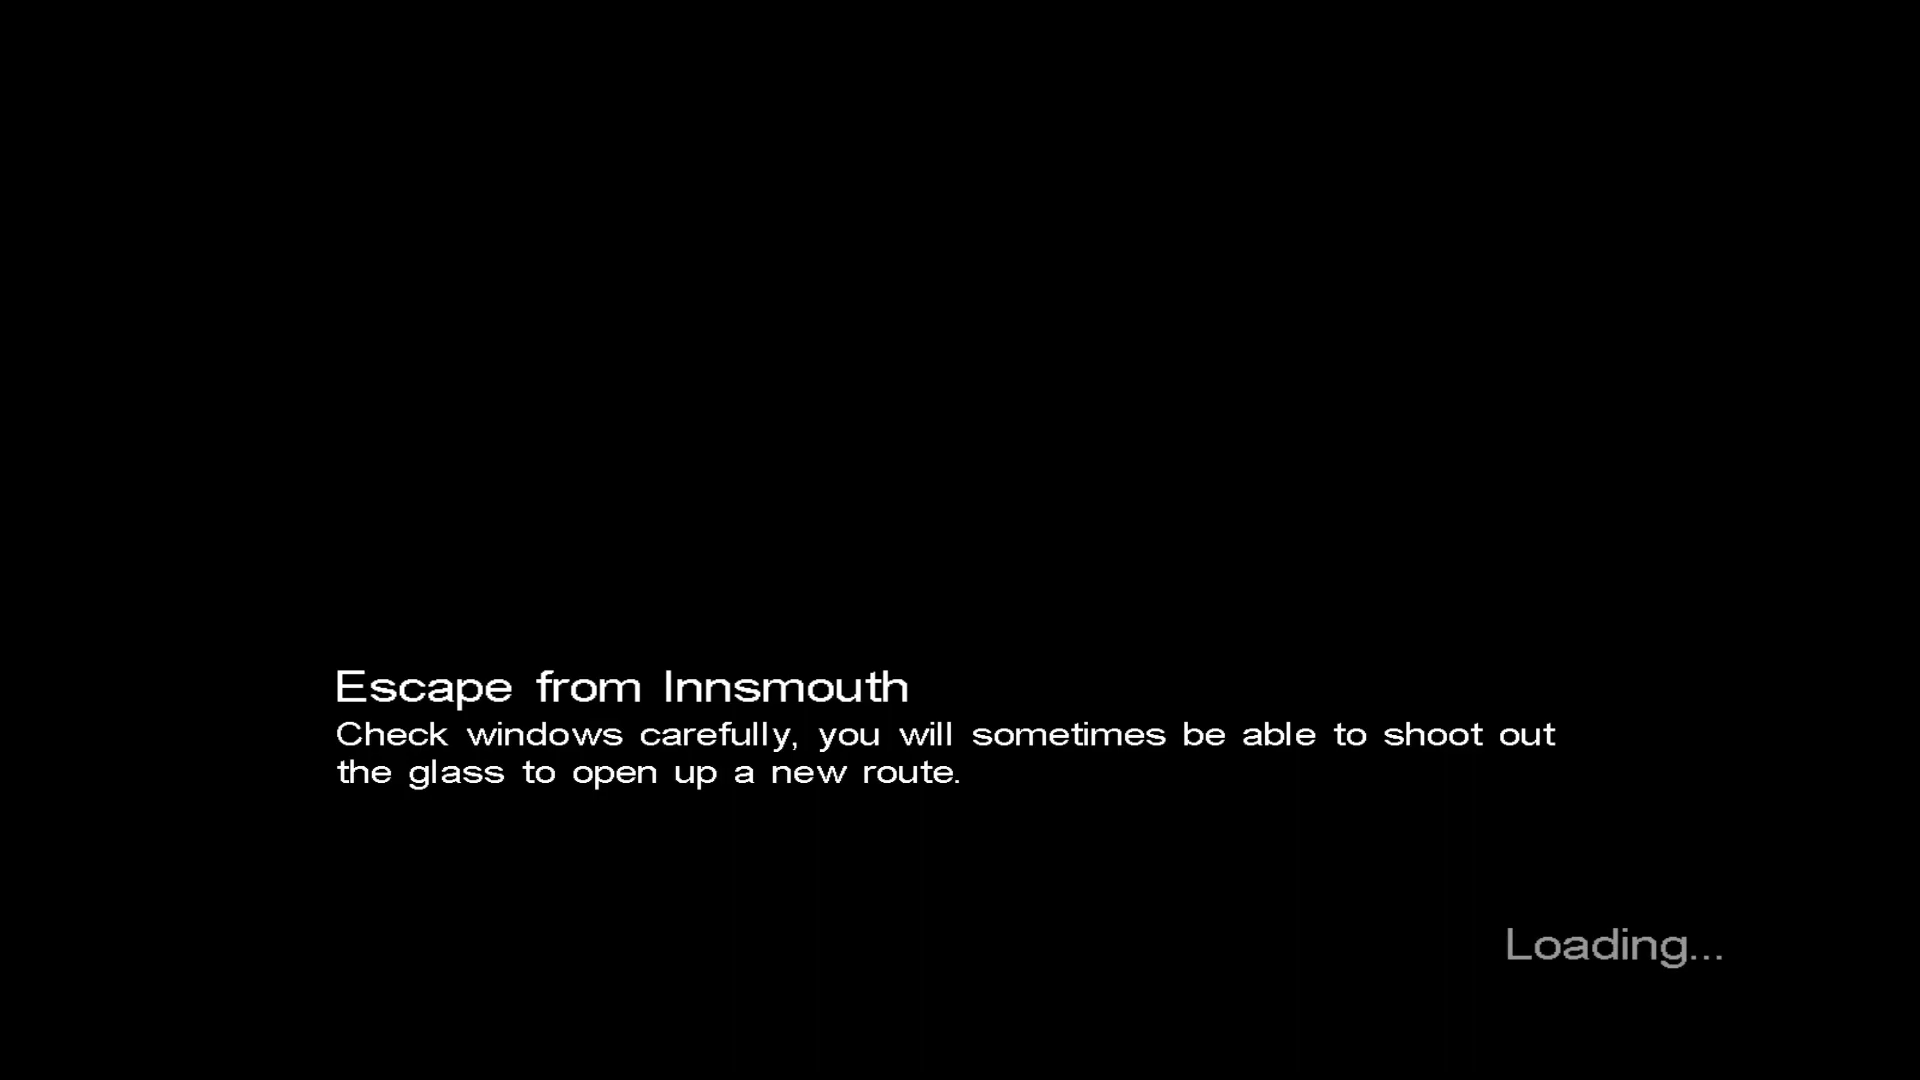 Escape from Innsmouth
Check windows carefully, you will sometimes be able to shoot out
the glass to open up a new route.
Loading...